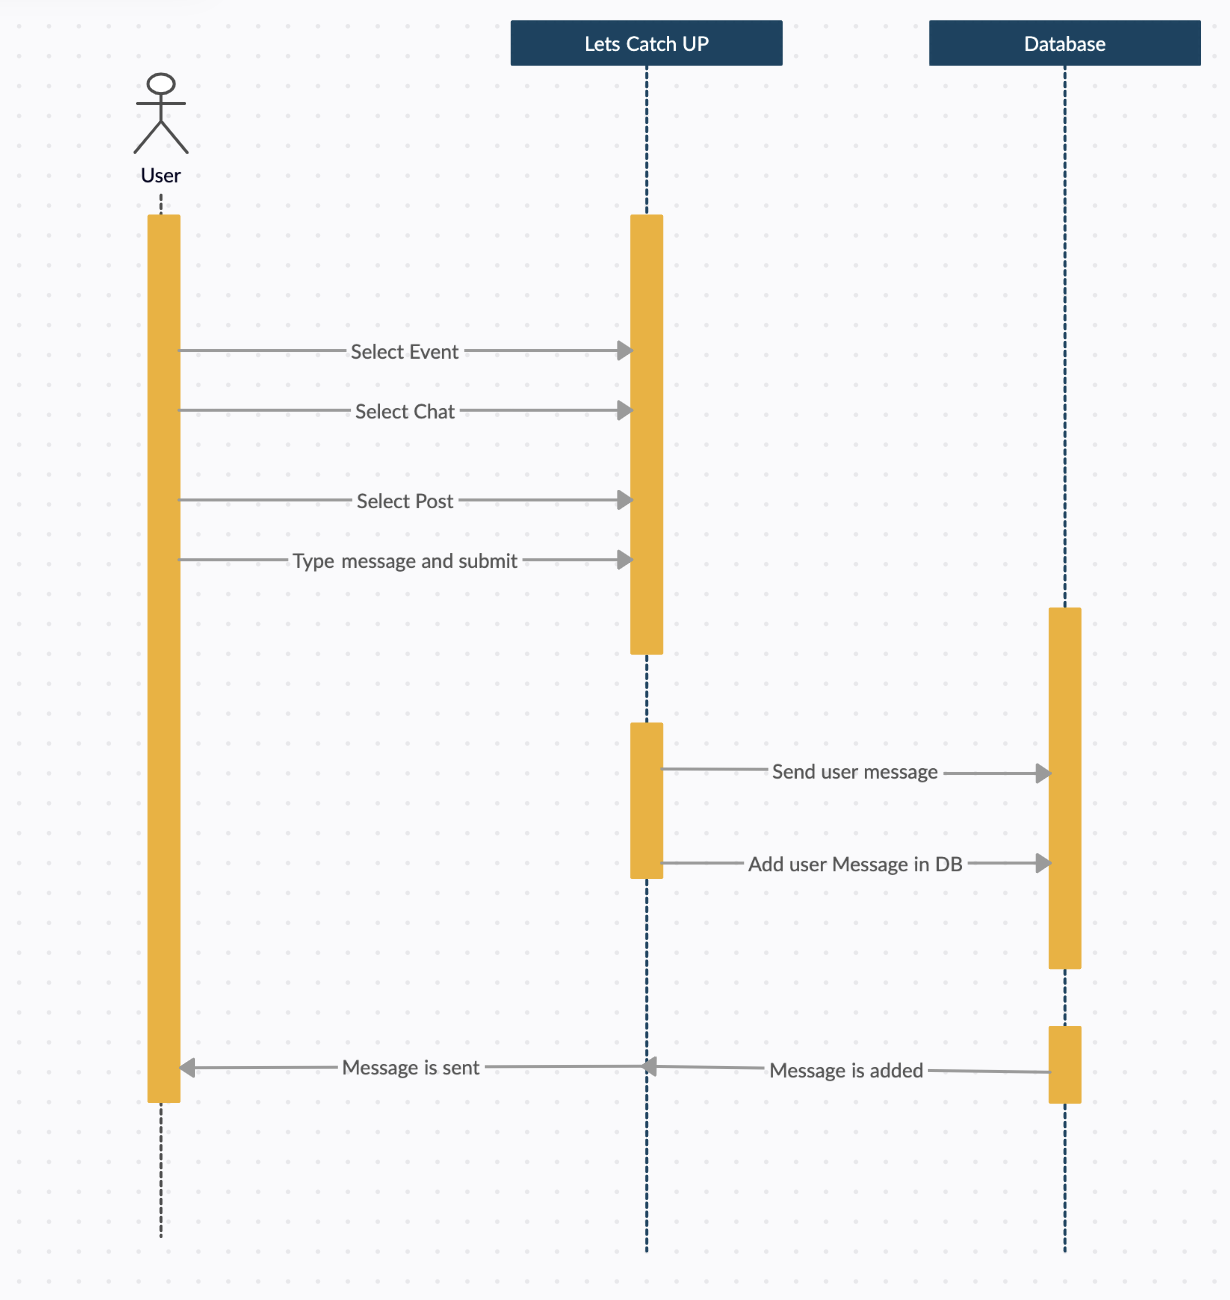 Lets Catch UP
Database
User
Select Event
Select Chat
Select Post
Type message and submit
Send user message
Add user Message in DB
Message is sent
Message is added